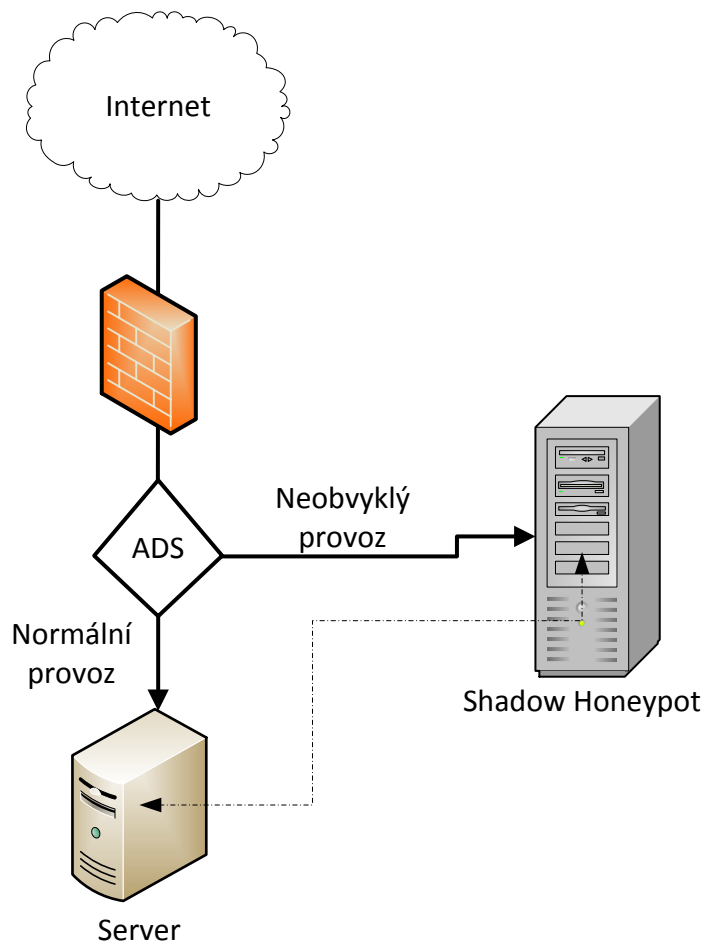 Internet
Neobvyklý
provoz
ADS
Normální
provoz
Shadow Honeypot
Server